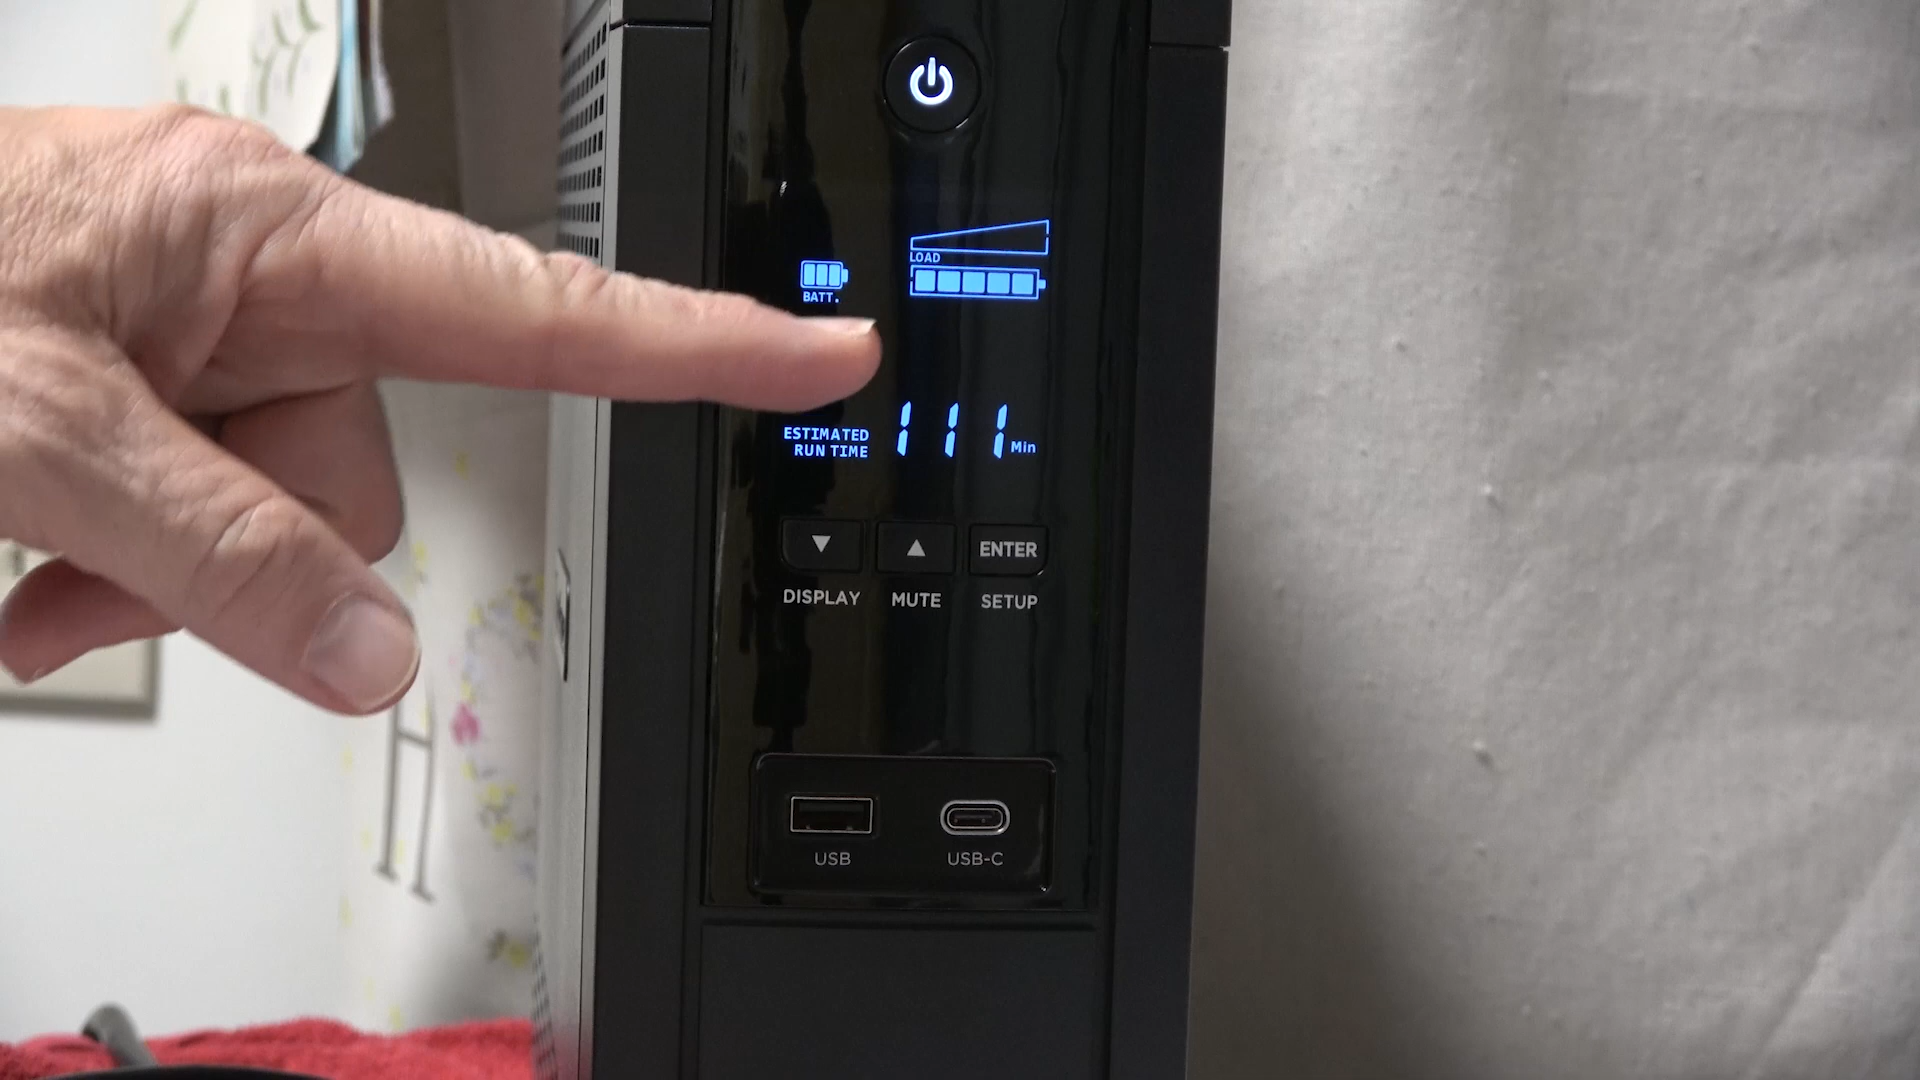 LOAD
BATT.
ESTIMATED
RUN TIME
111 Min
ENTER
DISPLAY MUTE SETUP
USB USB-C
H